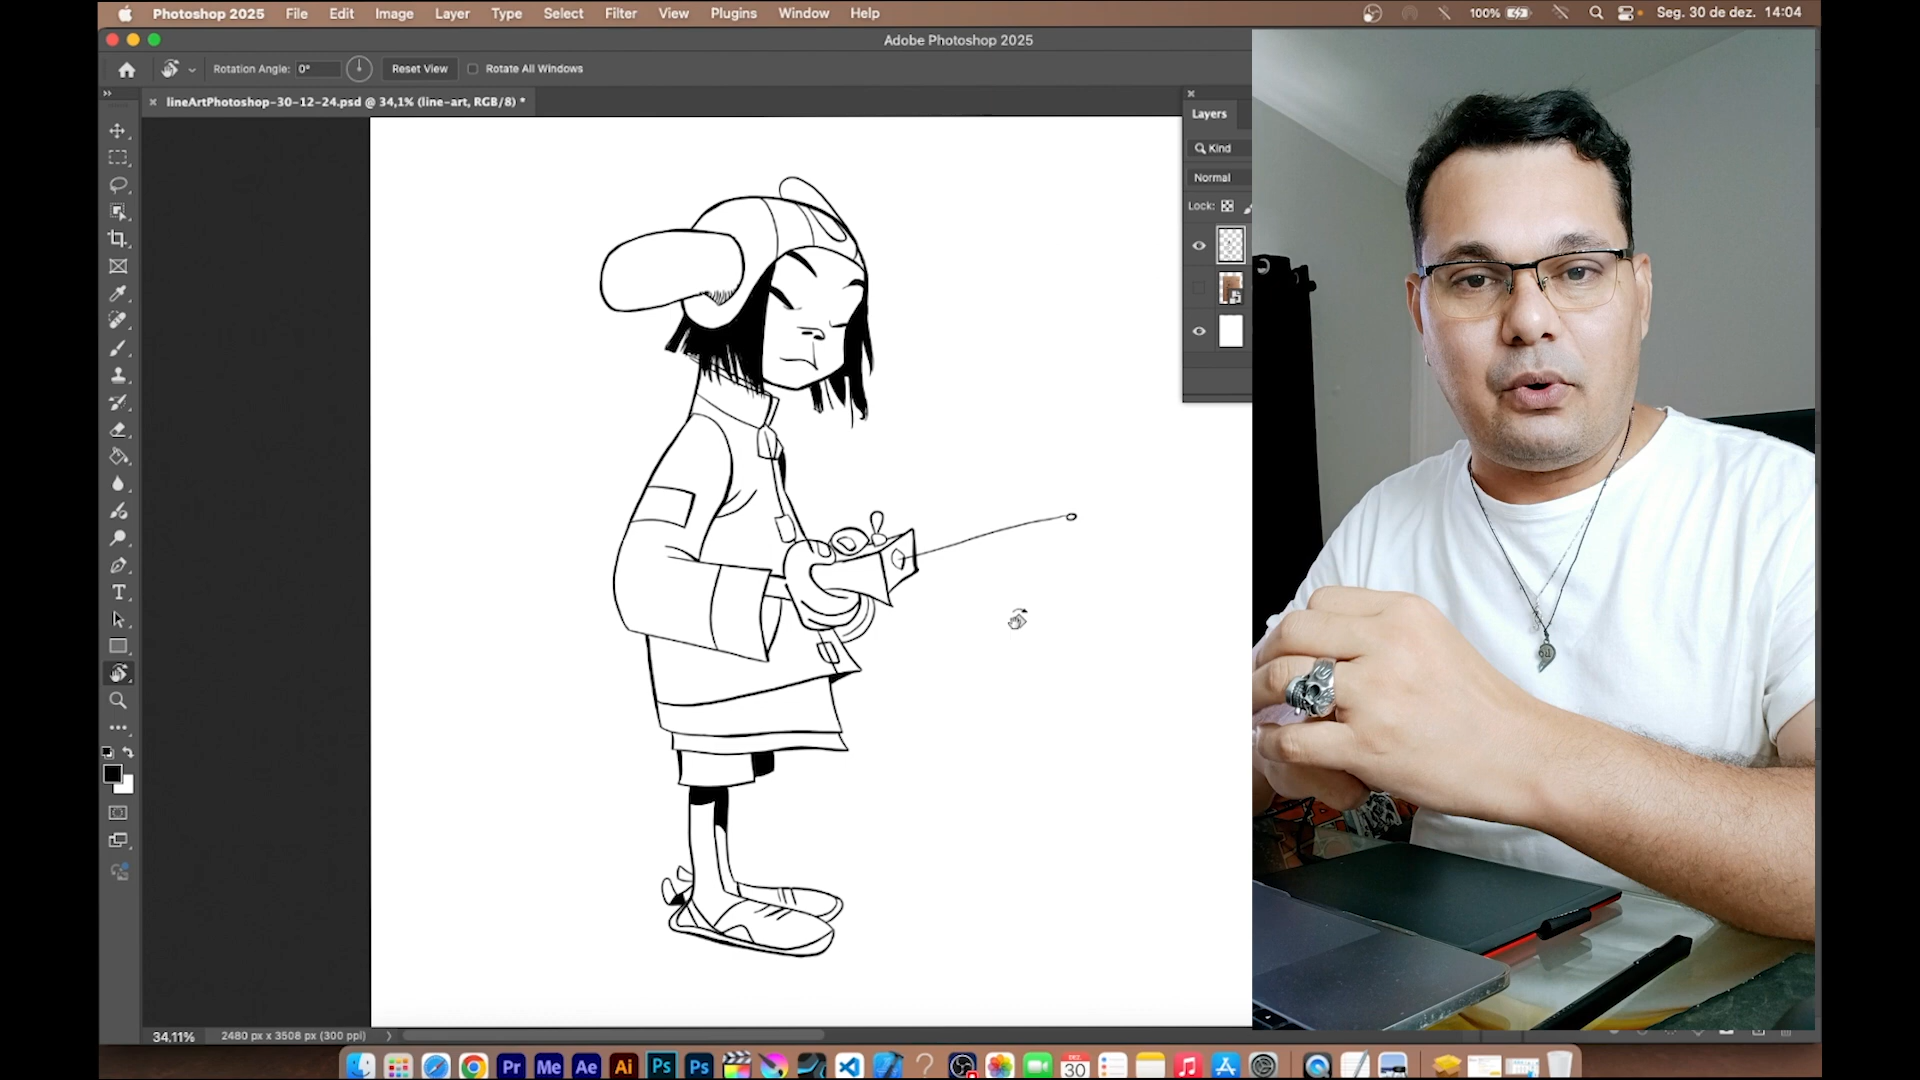 Photoshop 2025 File Edit Image Layer Type Select Filter View Plugins Window Help 100% Seg. 30 de dez. 14:04
Adobe Photoshop 2025
Rotation Angle: 0° Reset View Rotate All Windows
lineArtPhotoshop-30-12-24.psd @ 34,1% (line-art, RGB/8) *
Layers
Kind
Normal
Lock:
34,11% 2480 px x 3508 px (300 ppi)
Pr Me Ae Ai Ps Ps DEZ. 30